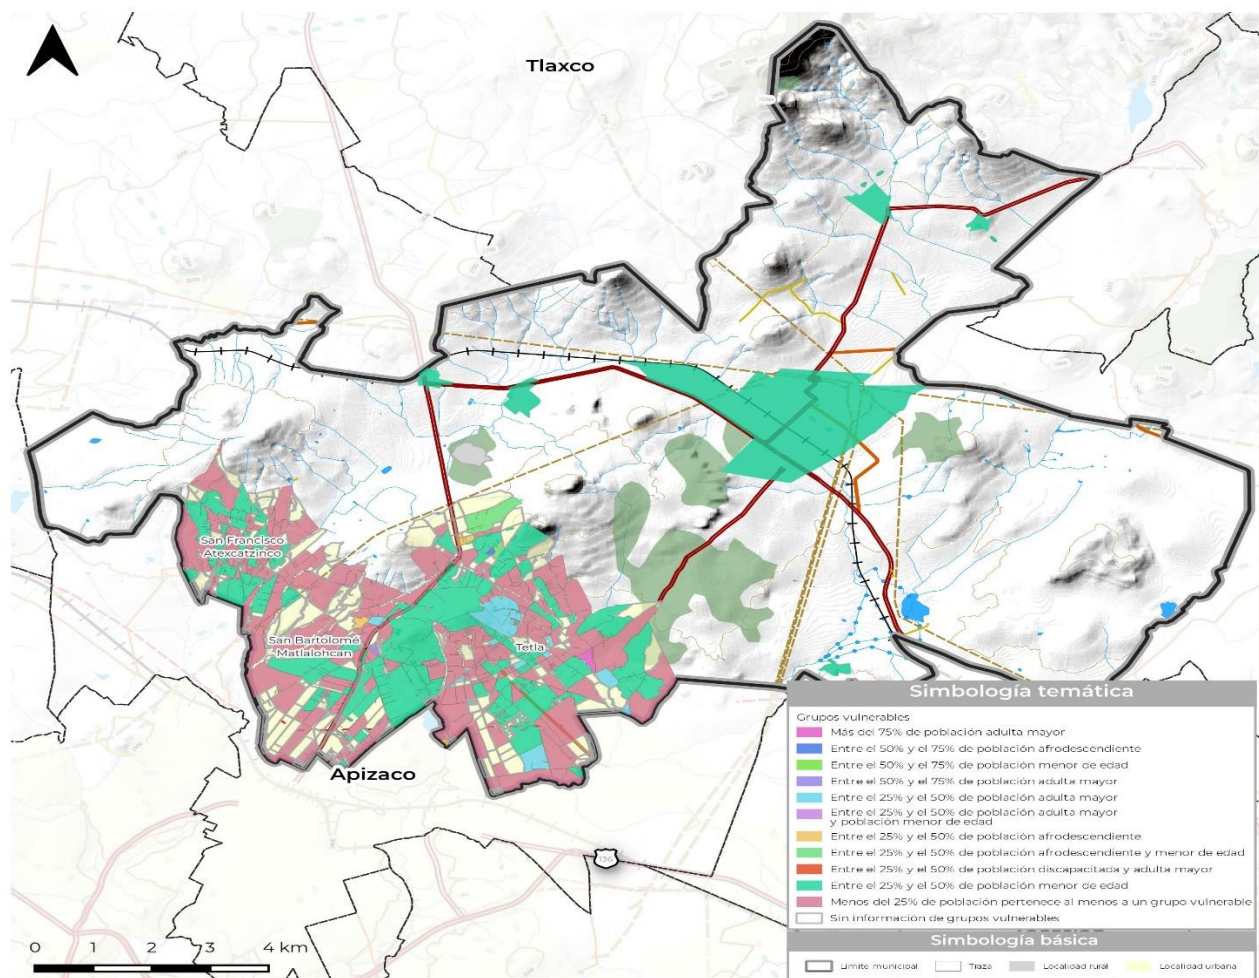 Tlaxco
San Francisco
Atexcatzinco
San Bartolomé
Matlalohcan
Tetla
Apizaco
136
0 1 2 3 4 km
Simbología temática
Grupos vulnerables
Más del 75% de población adulta mayor
Entre el 50% y el 75% de población afrodescendiente
Entre el 50% y el 75% de población menor de edad
Entre el 50% y el 75% de población adulta mayor
Entre el 25% y el 50% de población adulta mayor
Entre el 25% y el 50% de población adulta mayor
y población menor de edad
Entre el 25% y el 50% de población afrodescendiente
Entre el 25% y el 50% de población afrodescendiente y menor de edad
Entre el 25% y el 50% de población discapacitada y adulta mayor
Entre el 25% y el 50% de población menor de edad
Menos del 25% de población pertenece al menos a un grupo vulnerable
Sin información de grupos vulnerables
Simbología básica
Límite municipal Traza Localidad rural Localidad urbana